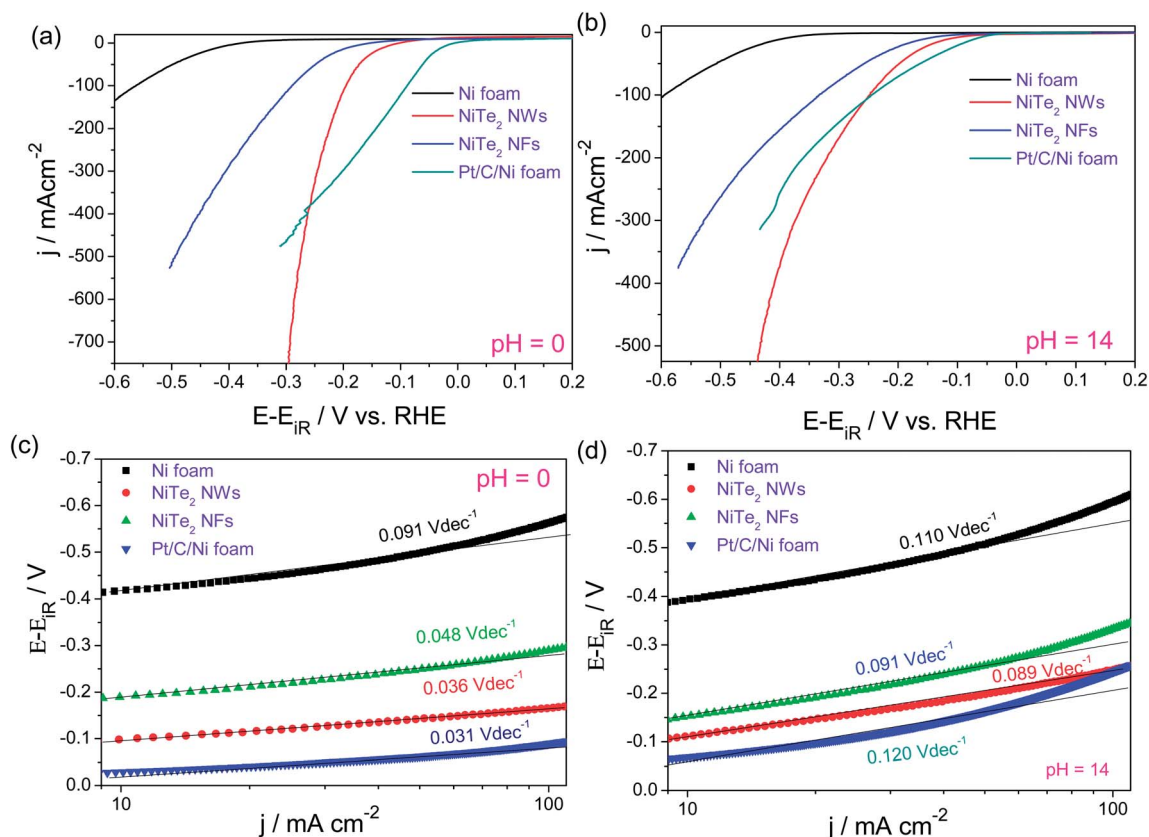 (a)
0
-100
-200
-300
-400
-500
-600
-700
j / mAcm⁻²
Ni foam
NiTe₂ NWs
NiTe₂ NFs
Pt/C/Ni foam
pH = 0
-0.6 -0.5 -0.4 -0.3 -0.2 -0.1 0.0 0.1 0.2
E-E_iR / V vs. RHE
(b)
0
-100
-200
-300
-400
-500
j / mAcm⁻²
Ni foam
NiTe₂ NWs
NiTe₂ NFs
Pt/C/Ni foam
pH = 14
-0.6 -0.5 -0.4 -0.3 -0.2 -0.1 0.0 0.1 0.2
E-E_iR / V vs. RHE
(c)
-0.7
-0.6
-0.5
-0.4
-0.3
-0.2
-0.1
0.0
E-E_iR / V
Ni foam
NiTe₂ NWs
NiTe₂ NFs
Pt/C/Ni foam
pH = 0
0.091 Vdec⁻¹
0.048 Vdec⁻¹
0.036 Vdec⁻¹
0.031 Vdec⁻¹
10 100
j / mA cm⁻²
(d)
-0.7
-0.6
-0.5
-0.4
-0.3
-0.2
-0.1
0.0
E-E_iR / V
Ni foam
NiTe₂ NWs
NiTe₂ NFs
Pt/C/Ni foam
0.110 Vdec⁻¹
0.091 Vdec⁻¹
0.089 Vdec⁻¹
0.120 Vdec⁻¹
pH = 14
10 100
j / mA cm⁻²